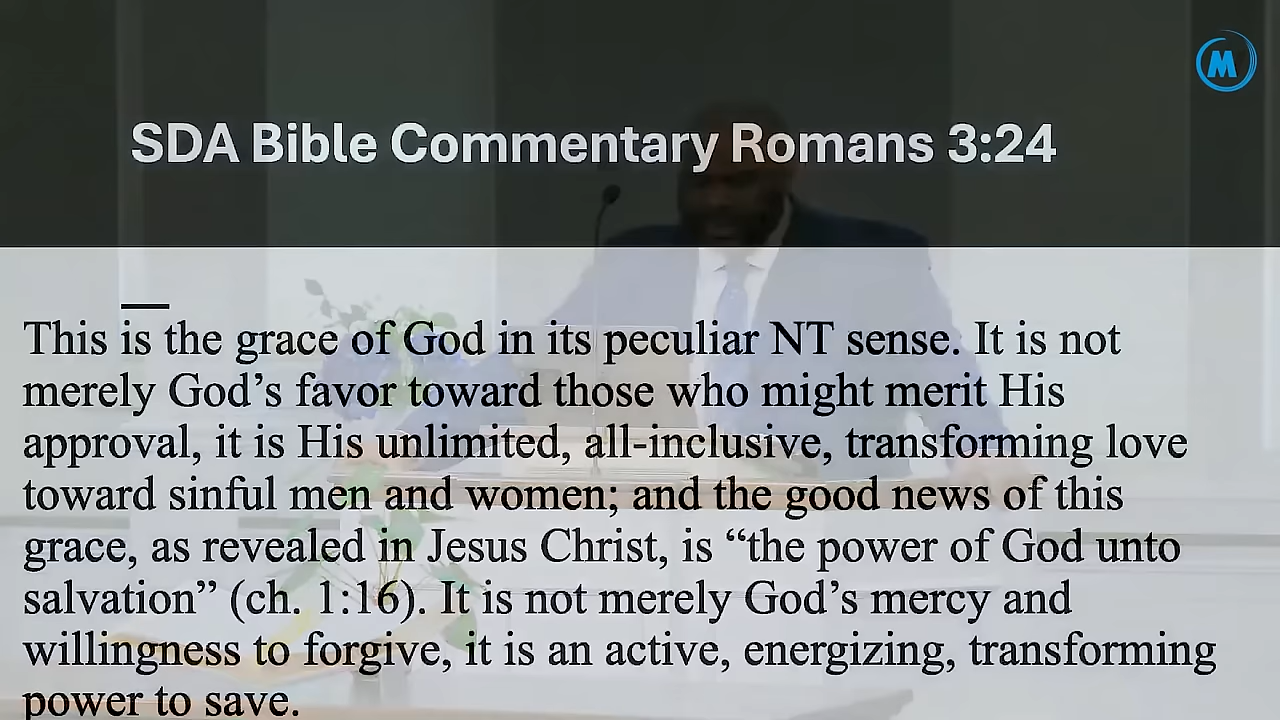 M
SDA Bible Commentary Romans 3:24
This is the grace of God in its peculiar NT sense. It is not
merely God’s favor toward those who might merit His
approval, it is His unlimited, all-inclusive, transforming love
toward sinful men and women; and the good news of this
grace, as revealed in Jesus Christ, is “the power of God unto
salvation” (ch. 1:16). It is not merely God’s mercy and
willingness to forgive, it is an active, energizing, transforming
power to save.